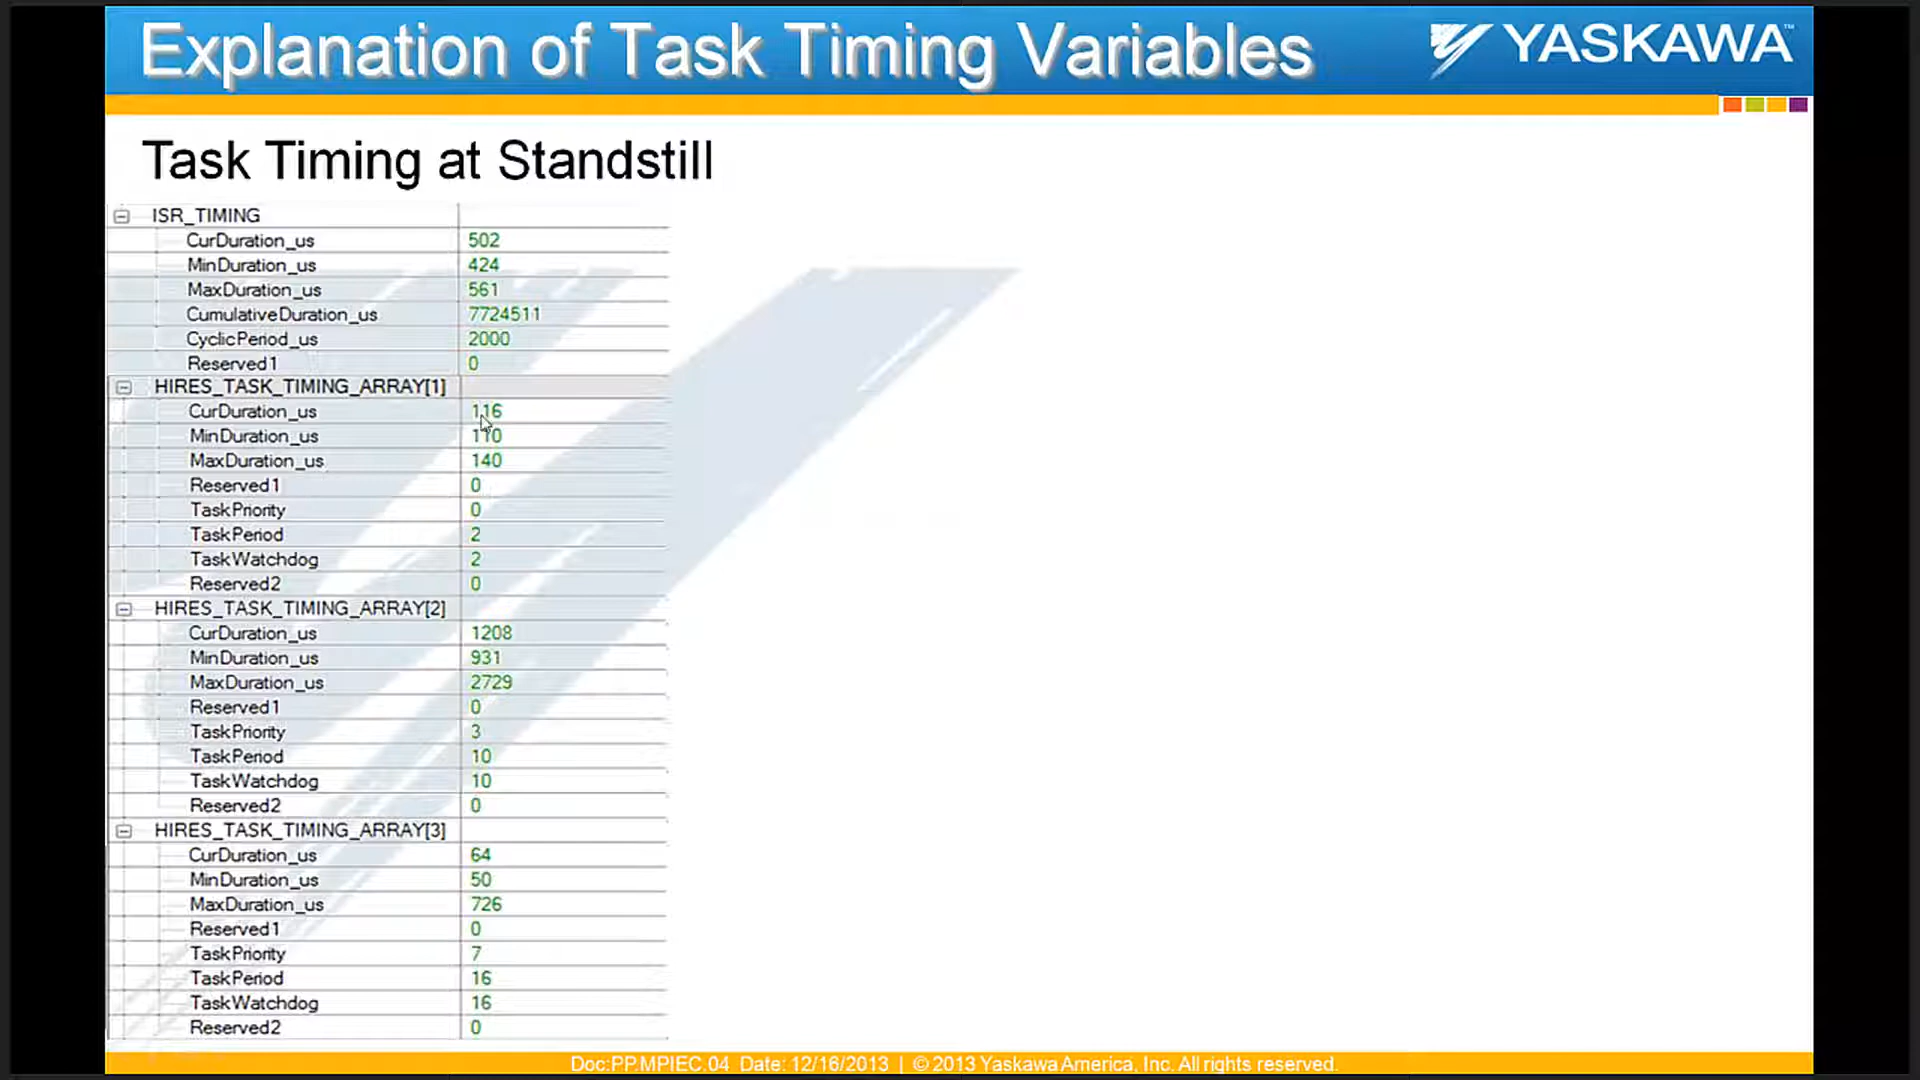 Explanation of Task Timing Variables
YASKAWA™
Task Timing at Standstill
ISR_TIMING
CurDuration_us 502
MinDuration_us 424
MaxDuration_us 561
CumulativeDuration_us 7724511
CyclicPeriod_us 2000
Reserved1 0
HIRES_TASK_TIMING_ARRAY[1]
CurDuration_us 116
MinDuration_us 110
MaxDuration_us 140
Reserved1 0
TaskPriority 0
TaskPeriod 2
TaskWatchdog 2
Reserved2 0
HIRES_TASK_TIMING_ARRAY[2]
CurDuration_us 1208
MinDuration_us 931
MaxDuration_us 2729
Reserved1 0
TaskPriority 3
TaskPeriod 10
TaskWatchdog 10
Reserved2 0
HIRES_TASK_TIMING_ARRAY[3]
CurDuration_us 64
MinDuration_us 50
MaxDuration_us 726
Reserved1 0
TaskPriority 7
TaskPeriod 16
TaskWatchdog 16
Reserved2 0
Doc:PP.MPIEC.04 Date: 12/16/2013 | © 2013 Yaskawa America, Inc. All rights reserved.